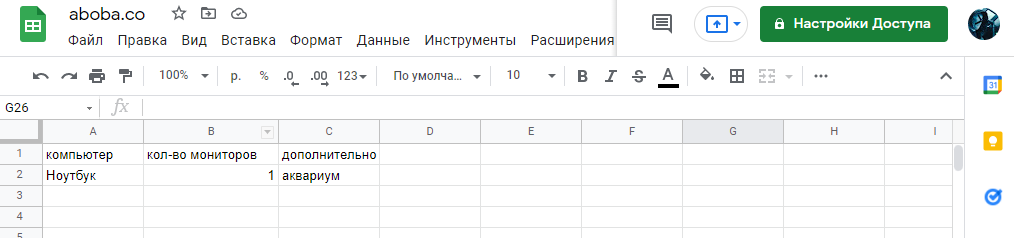 aboba.co
Файл Правка Вид Вставка Формат Данные Инструменты Расширения
Настройки Доступа
100% р. % .0 .00 123 По умолча... 10 B I S A
G26 fx
A B C D E F G H I
1 компьютер кол-во мониторов дополнительно
2 Ноутбук 1 аквариум
3
4
5
31